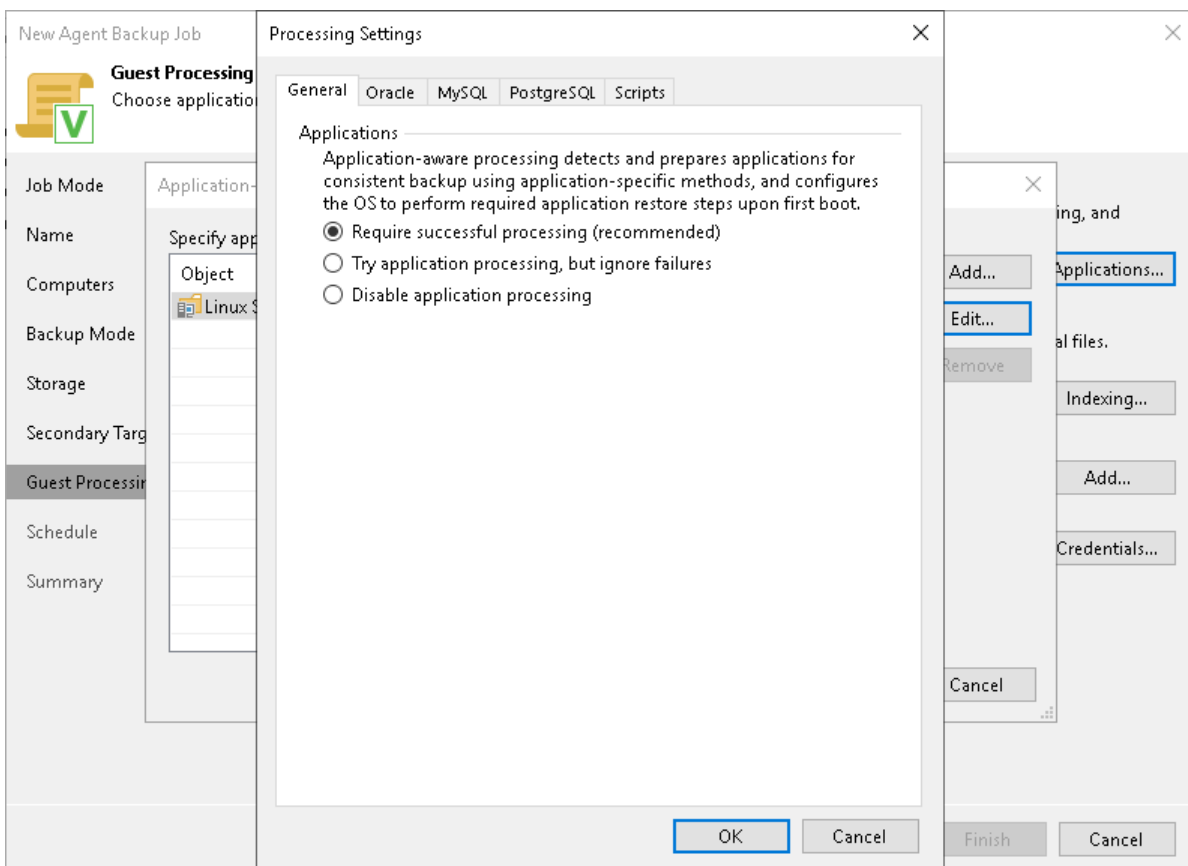 New Agent Backup Job
Guest Processing
Choose application
V
Job Mode
Name
Computers
Backup Mode
Storage
Secondary Targ
Guest Processin
Schedule
Summary
Application-
Specify app
Object
Linux S
Processing Settings
General
Oracle
MySQL
PostgreSQL
Scripts
Applications
Application-aware processing detects and prepares applications for
consistent backup using application-specific methods, and configures
the OS to perform required application restore steps upon first boot.
Require successful processing (recommended)
Try application processing, but ignore failures
Disable application processing
OK
Cancel
Add...
Edit...
Remove
Cancel
ing, and
Applications...
al files.
Indexing...
Add...
Credentials...
Finish
Cancel